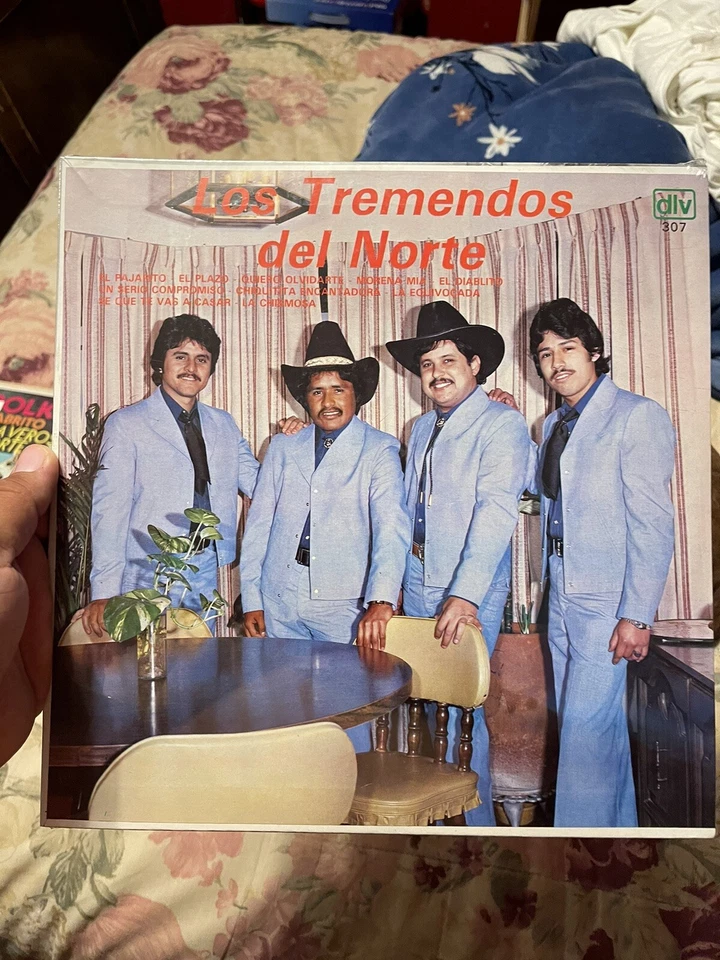 Los Tremendos
del Norte
dlv
307
EL PAJARITO - EL PLAZO - QUIERO OLVIDARTE - MORENA MIA - EL DIABLITO
UN SERIO COMPROMISO - CHIQUITITA ENCANTADORA - LA EQUIVOCADA
SE QUE TE VAS A CASAR - LA CHISMOSA